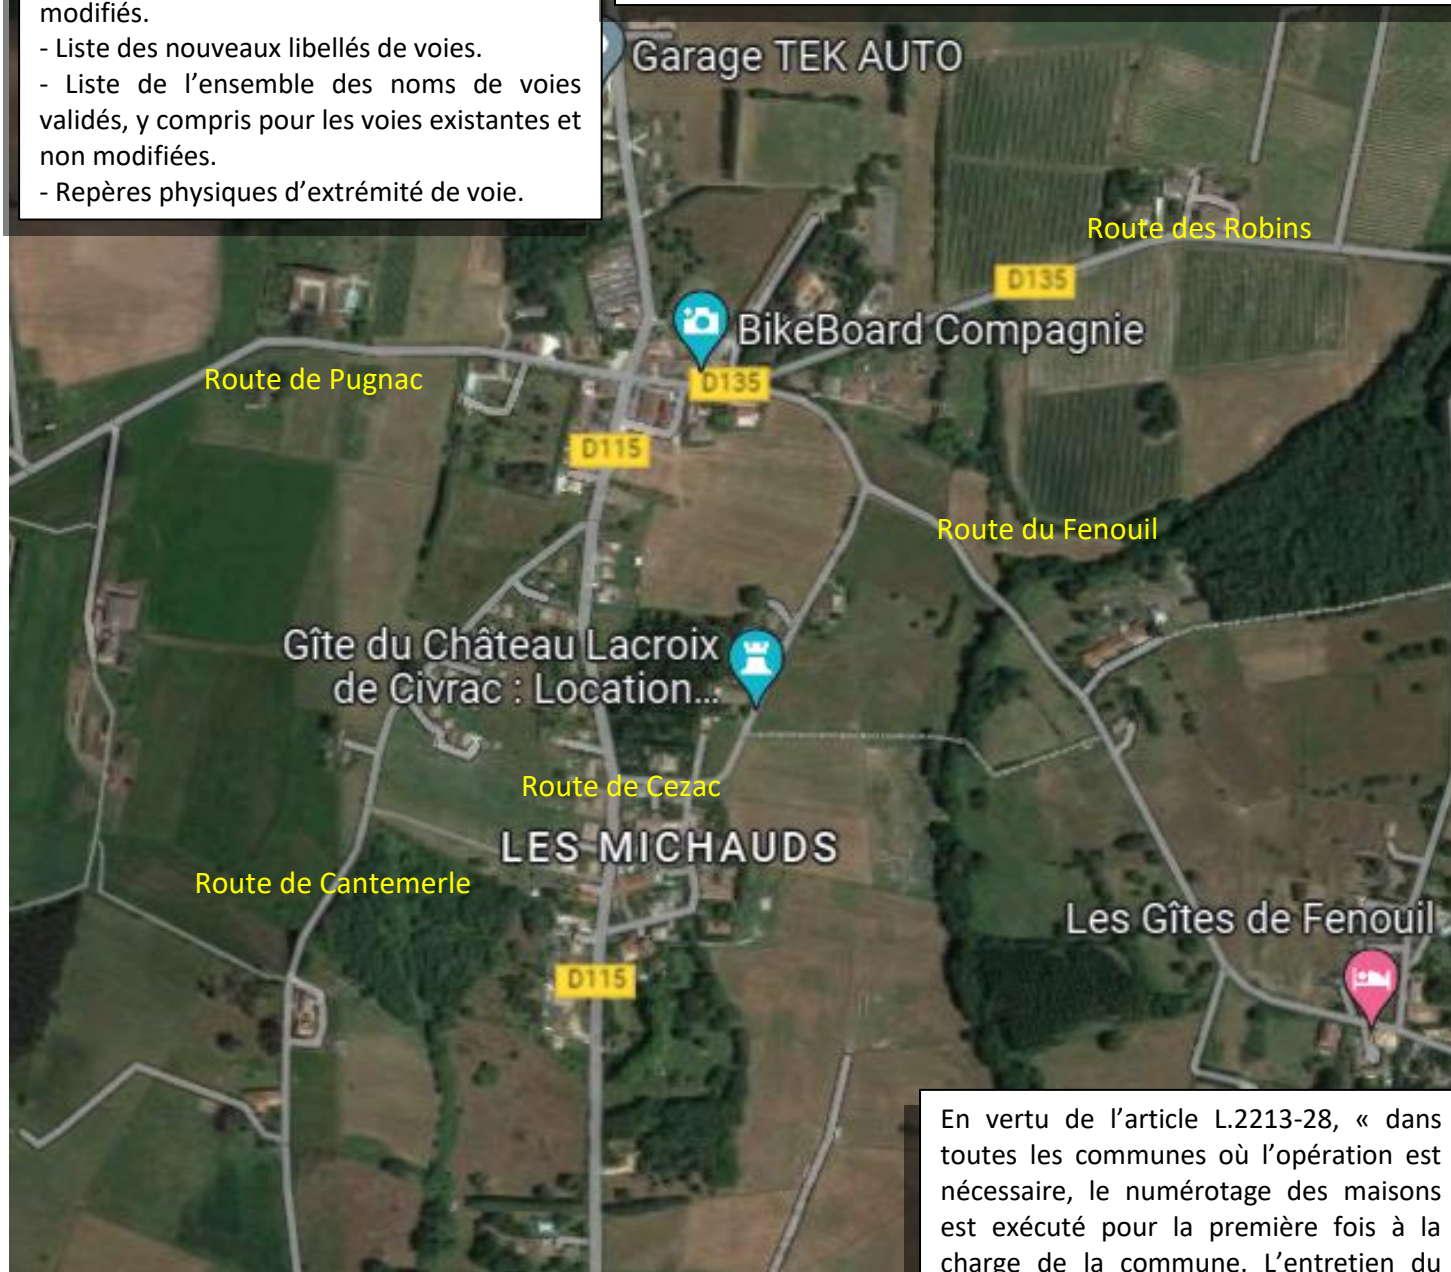 modifiés.
- Liste des nouveaux libellés de voies.
- Liste de l’ensemble des noms de voies
validés, y compris pour les voies existantes et
non modifiées.
- Repères physiques d’extrémité de voie.
Garage TEK AUTO
Route des Robins
D135
BikeBoard Compagnie
Route de Pugnac
D135
D115
Route du Fenouil
Gîte du Château Lacroix
de Civrac : Location...
Route de Cezac
LES MICHAUDS
Route de Cantemerle
Les Gîtes de Fenouil
D115
En vertu de l’article L.2213-28, « dans
toutes les communes où l’opération est
nécessaire, le numérotage des maisons
est exécuté pour la première fois à la
charge de la commune. L’entretien du